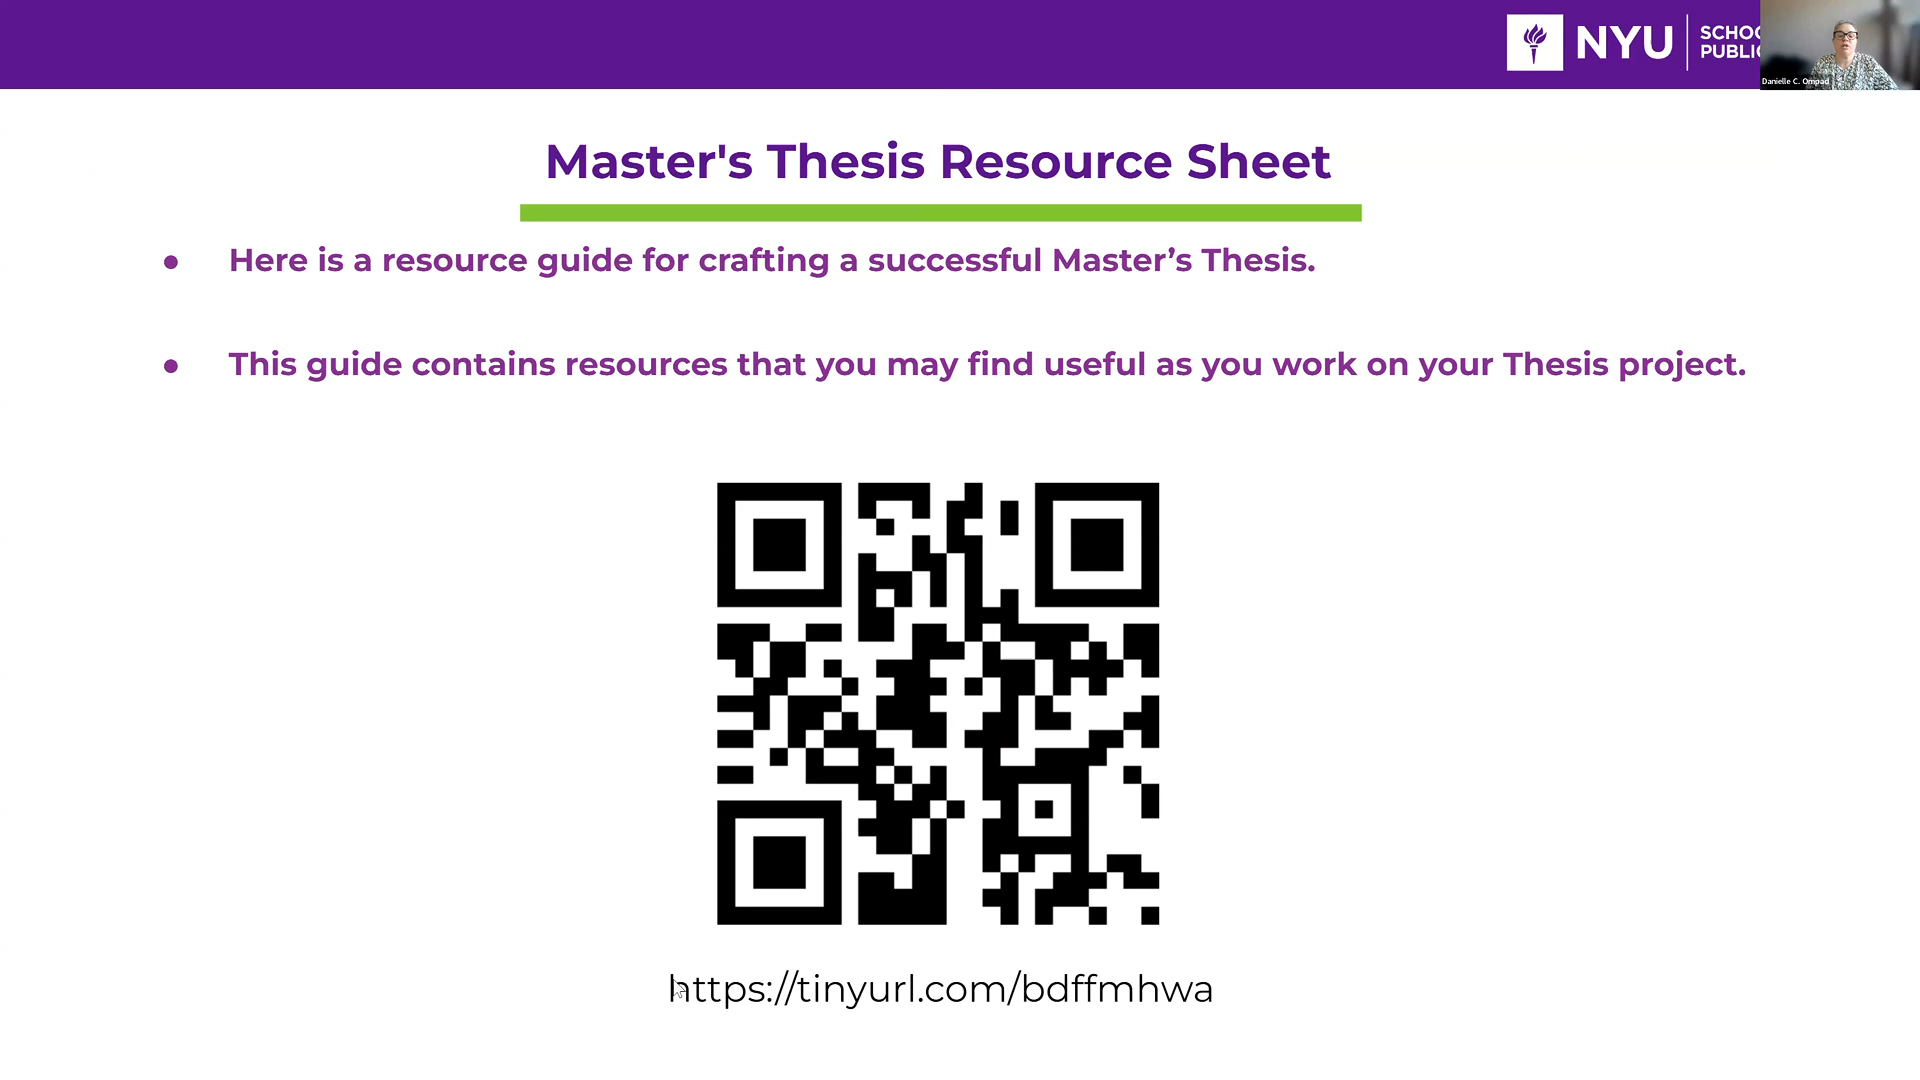 NYU
SCHOO
PUBLIC
Danielle C. Ompad
Master's Thesis Resource Sheet
● Here is a resource guide for crafting a successful Master’s Thesis.
● This guide contains resources that you may find useful as you work on your Thesis project.
https://tinyurl.com/bdffmhwa